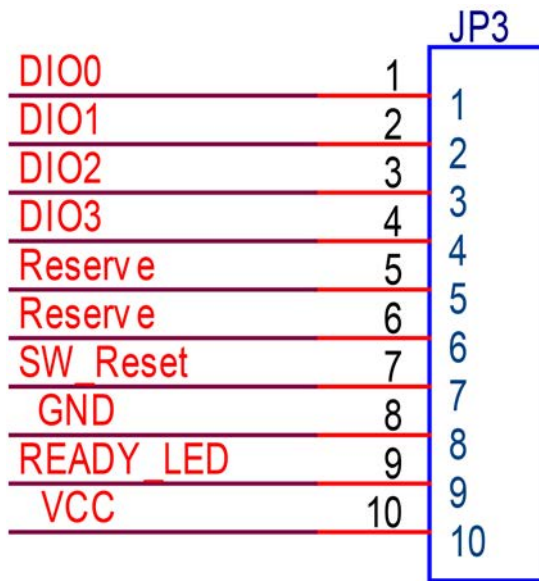 JP3
DIO0 1 1
DIO1 2 2
DIO2 3 3
DIO3 4 4
Reserve 5 5
Reserve 6 6
SW_Reset 7 7
GND 8 8
READY_LED 9 9
VCC 10 10